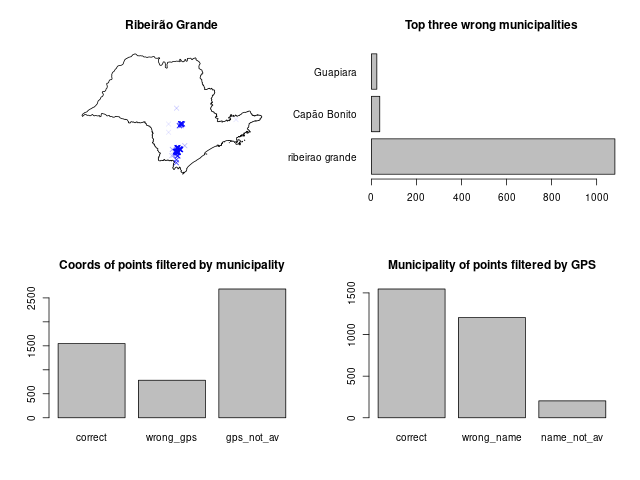 Ribeirão Grande
Top three wrong municipalities
Guapiara
Capão Bonito
ribeirao grande
0 200 400 600 800 1000
Coords of points filtered by municipality
2500
1500
500
0
correct wrong_gps gps_not_av
Municipality of points filtered by GPS
1500
1000
500
0
correct wrong_name name_not_av